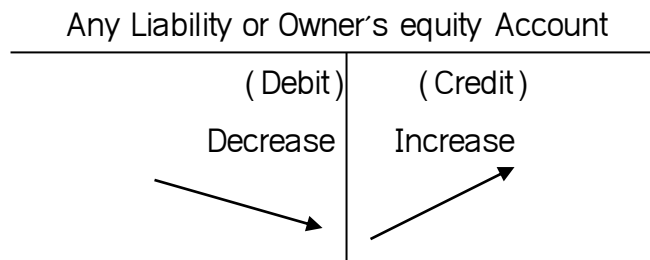 Any Liability or Owner's equity Account
(Debit) (Credit)
Decrease Increase